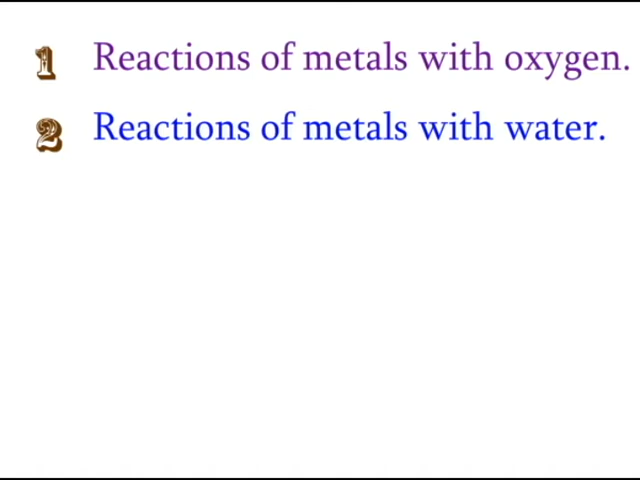 1 Reactions of metals with oxygen.
2 Reactions of metals with water.